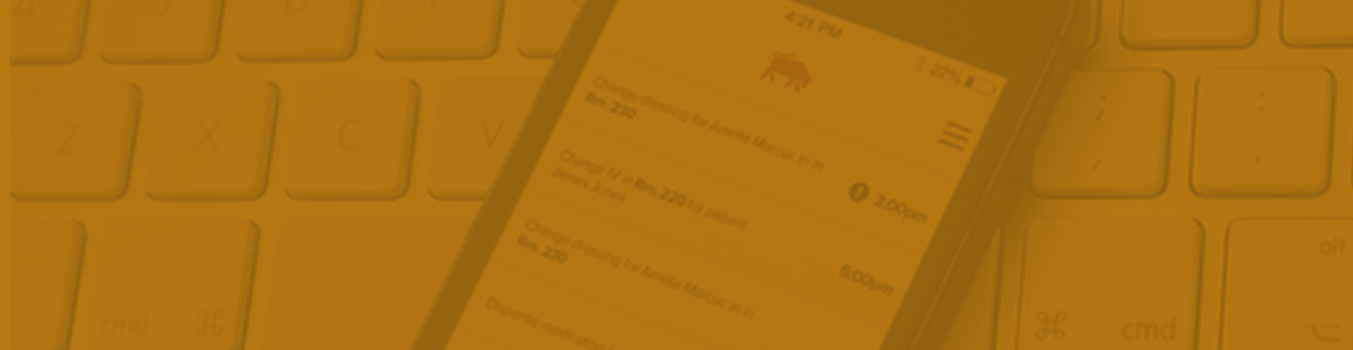 4:21 PM
22%
Change dressing for Amelia Marcuc in in
Rm. 230
3:00pm
Change IV in Rm. 220 for patient
James Jones
5:00pm
Change dressing for Amelia Marcuc in in
Rm. 230
Dispense medication
Z X C V
; ,
: .
cmd ⌘
⌘ cmd
alt
⌥